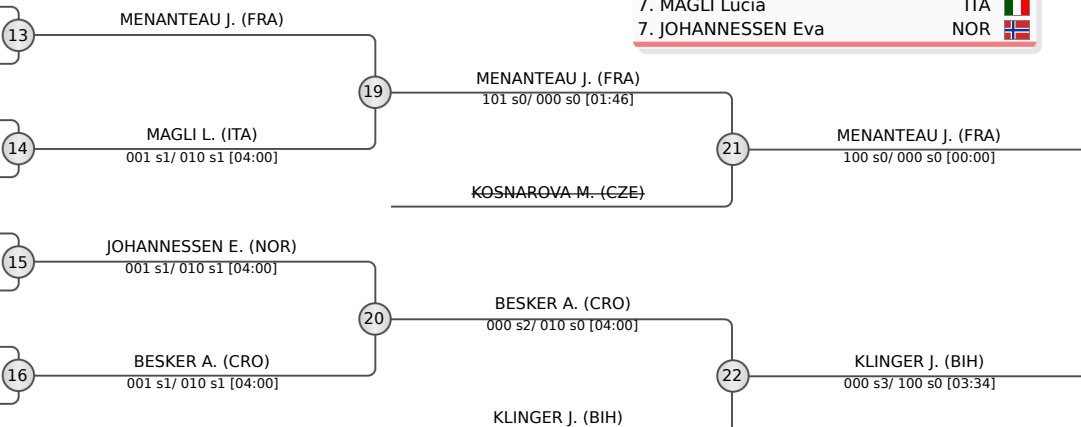 7. MAGLI Lucia ITA
7. JOHANNESSEN Eva NOR
MENANTEAU J. (FRA)
13
MENANTEAU J. (FRA)
19
101 s0/ 000 s0 [01:46]
MAGLI L. (ITA)
14
001 s1/ 010 s1 [04:00]
MENANTEAU J. (FRA)
21
100 s0/ 000 s0 [00:00]
KOSNAROVA M. (CZE)
JOHANNESSEN E. (NOR)
15
001 s1/ 010 s1 [04:00]
BESKER A. (CRO)
20
000 s2/ 010 s0 [04:00]
BESKER A. (CRO)
16
001 s1/ 010 s1 [04:00]
KLINGER J. (BIH)
22
000 s3/ 100 s0 [03:34]
KLINGER J. (BIH)